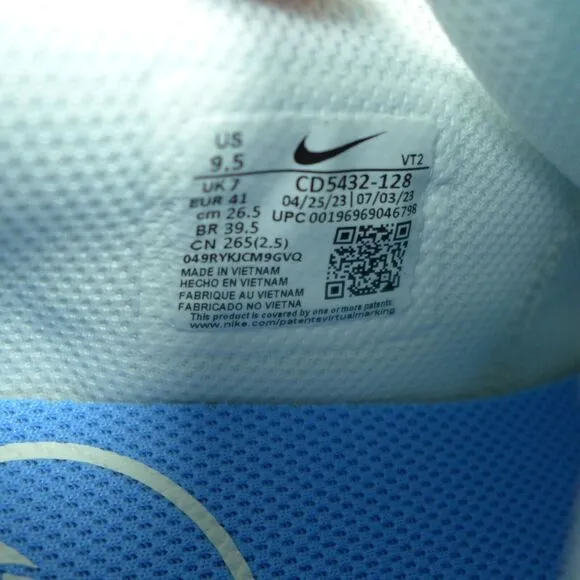 US
9.5
VT2
UK 7
CD5432-128
EUR 41
04/25/23 | 07/03/23
cm 26.5
UPC 00196969046798
BR 39.5
CN 265(2.5)
049RYKJCM9GVQ
MADE IN VIETNAM
HECHO EN VIETNAM
FABRIQUE AU VIETNAM
FABRICADO NO VIETNA
This product is covered by one or more patents
www.nike.com/patentsvirtualmarking